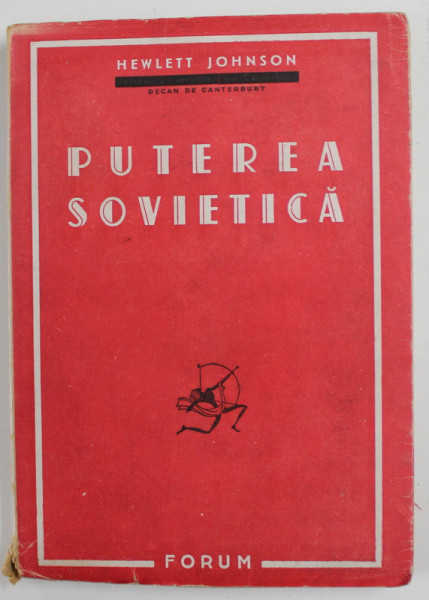 HEWLETT JOHNSON
DECAN DE CANTERBURY
PUTEREA
SOVIETICĂ
FORUM